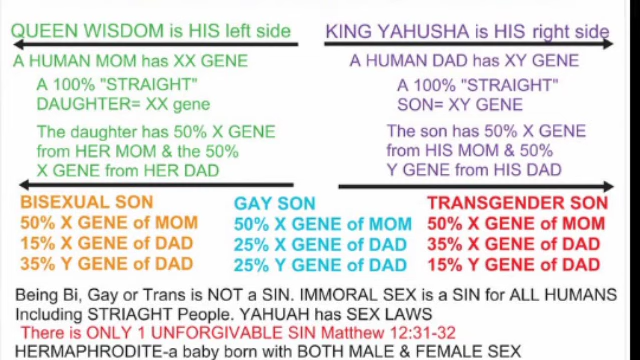 QUEEN WISDOM is HIS left side
KING YAHUSHA is HIS right side
A HUMAN MOM has XX GENE
A 100% "STRAIGHT"
DAUGHTER= XX gene
The daughter has 50% X GENE
from HER MOM & the 50%
X GENE from HER DAD
A HUMAN DAD has XY GENE
A 100% "STRAIGHT"
SON= XY GENE
The son has 50% X GENE
from HIS MOM & 50%
Y GENE from HIS DAD
BISEXUAL SON
50% X GENE of MOM
15% X GENE of DAD
35% Y GENE of DAD
GAY SON
50% X GENE of MOM
25% X GENE of DAD
25% Y GENE of DAD
TRANSGENDER SON
50% X GENE of MOM
35% X GENE of DAD
15% Y GENE of DAD
Being Bi, Gay or Trans is NOT a SIN. IMMORAL SEX is a SIN for ALL HUMANS
Including STRIAGHT People. YAHUAH has SEX LAWS
There is ONLY 1 UNFORGIVABLE SIN Matthew 12:31-32
HERMAPHRODITE-a baby born with BOTH MALE & FEMALE SEX